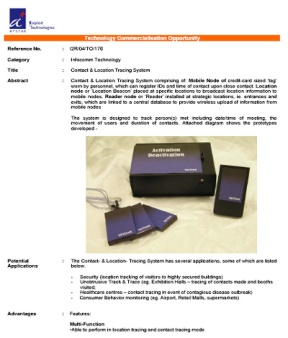 Exploit
Technologies
A*STAR
Technology Commercialisation Opportunity
Reference No. : I2R/04/TO/176
Category : Infocomm Technology
Title : Contact & Location Tracing System
Abstract : Contact & Location Tracing System comprising of Mobile Node of credit-card sized 'tag'
worn by personnel, which can register IDs and time of contact upon close contact. Location
node or 'Location Beacon' placed at specific locations to broadcast location information to
mobile nodes. Reader node or 'Reader' installed at strategic locations, ie. entrances and
exits, which are linked to a central database to provide wireless upload of information from
mobile nodes
The system is designed to track person(s) met including date/time of meeting, the
movement of users and duration of contacts. Attached diagram shows the prototypes
developed -
Activation
Deactivation
Potential
Applications : The Contact- & Location- Tracing System has several applications, some of which are listed
below.
- Security (location tracking of visitors to highly secured buildings)
- Unobtrusive Track & Trace (eg. Exhibition Halls – tracing of contacts made and booths
visited)
- Healthcare centres – contact tracing in event of contagious disease outbreak)
- Consumer Behavior monitoring (eg. Airport, Retail Malls, supermarkets)
Advantages : Features:
Multi-Function
-Able to perform in location tracing and contact tracing mode